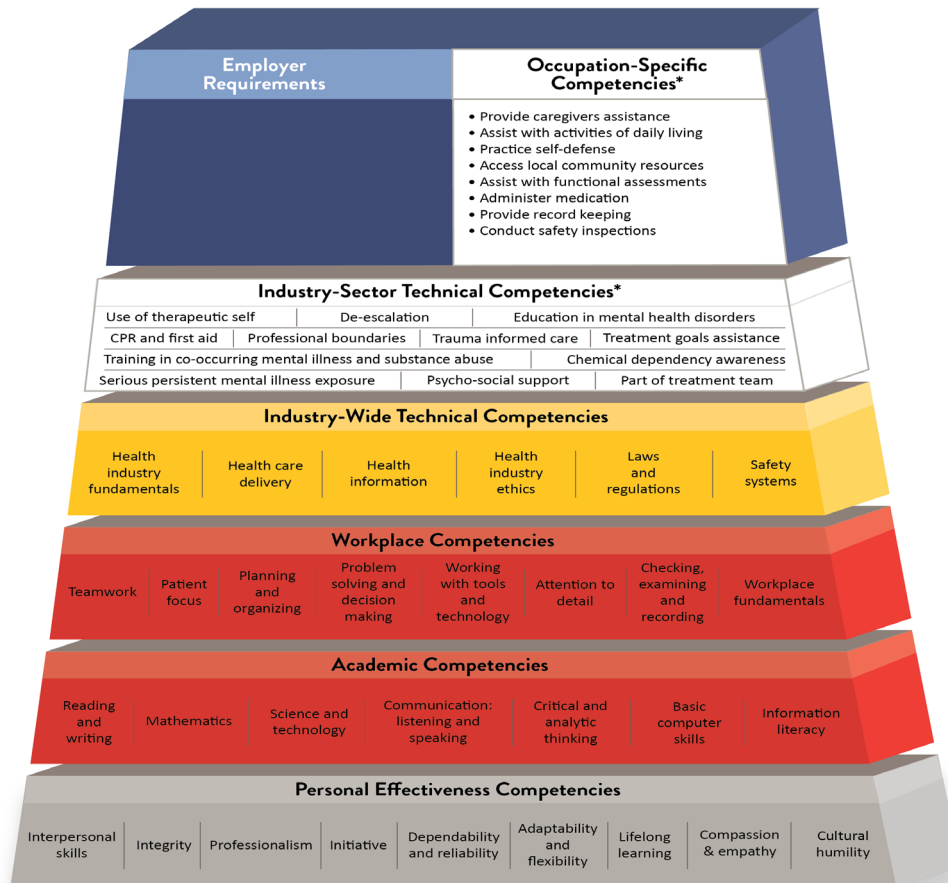 Employer
Requirements
Occupation-Specific
Competencies*
• Provide caregivers assistance
• Assist with activities of daily living
• Practice self-defense
• Access local community resources
• Assist with functional assessments
• Administer medication
• Provide record keeping
• Conduct safety inspections
Industry-Sector Technical Competencies*
Use of therapeutic self
De-escalation
Education in mental health disorders
CPR and first aid
Professional boundaries
Trauma informed care
Treatment goals assistance
Training in co-occurring mental illness and substance abuse
Chemical dependency awareness
Serious persistent mental illness exposure
Psycho-social support
Part of treatment team
Industry-Wide Technical Competencies
Health
industry
fundamentals
Health care
delivery
Health
information
Health
industry
ethics
Laws
and
regulations
Safety
systems
Workplace Competencies
Teamwork
Patient
focus
Planning
and
organizing
Problem
solving and
decision
making
Working
with tools
and
technology
Attention to
detail
Checking,
examining
and
recording
Workplace
fundamentals
Academic Competencies
Reading
and
writing
Mathematics
Science and
technology
Communication:
listening and
speaking
Critical and
analytic
thinking
Basic
computer
skills
Information
literacy
Personal Effectiveness Competencies
Interpersonal
skills
Integrity
Professionalism
Initiative
Dependability
and reliability
Adaptability
and
flexibility
Lifelong
learning
Compassion
& empathy
Cultural
humility